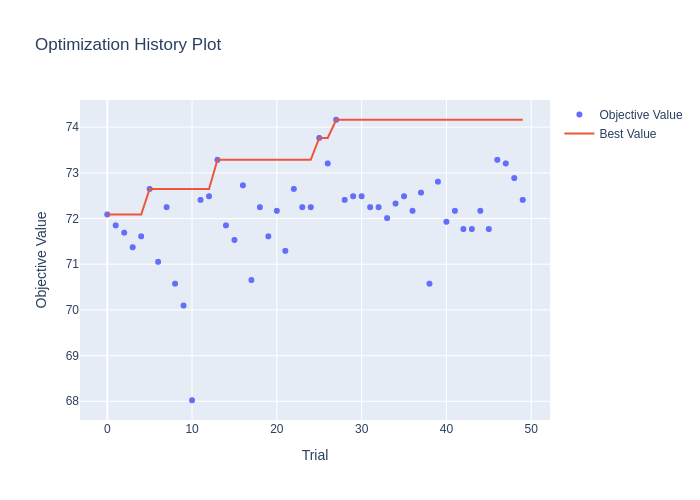 Optimization History Plot
Objective Value
Best Value
74
73
72
71
70
69
68
Objective Value
0 10 20 30 40 50
Trial